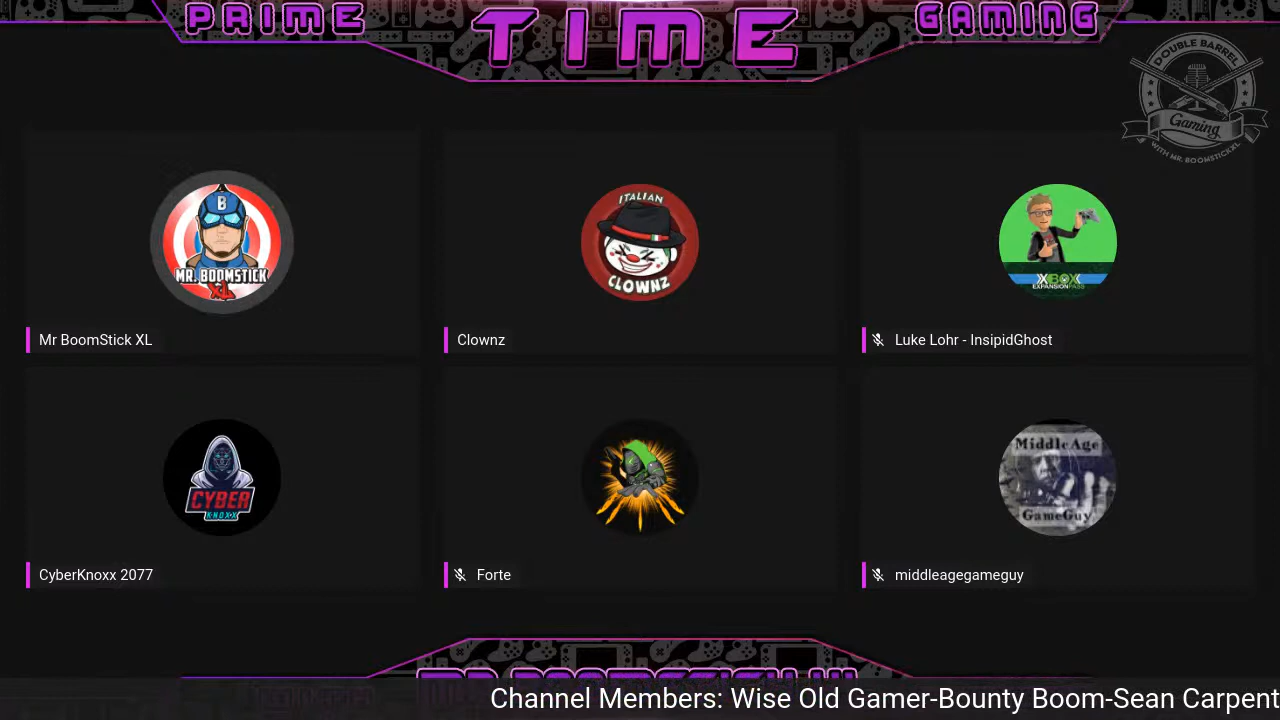 PRIME TIME GAMING
DOUBLE BARREL
Gaming
WITH MR. BOOMSTICKXL
B
MR. BOOMSTICK
XL
Mr BoomStick XL
ITALIAN
CLOWNZ
Clownz
XBOX
EXPANSION PASS
Luke Lohr - InsipidGhost
CYBER
KNOXX
CyberKnoxx 2077
Forte
MiddleAge
GameGuy
middleagegameguy
Channel Members: Wise Old Gamer-Bounty Boom-Sean Carpent